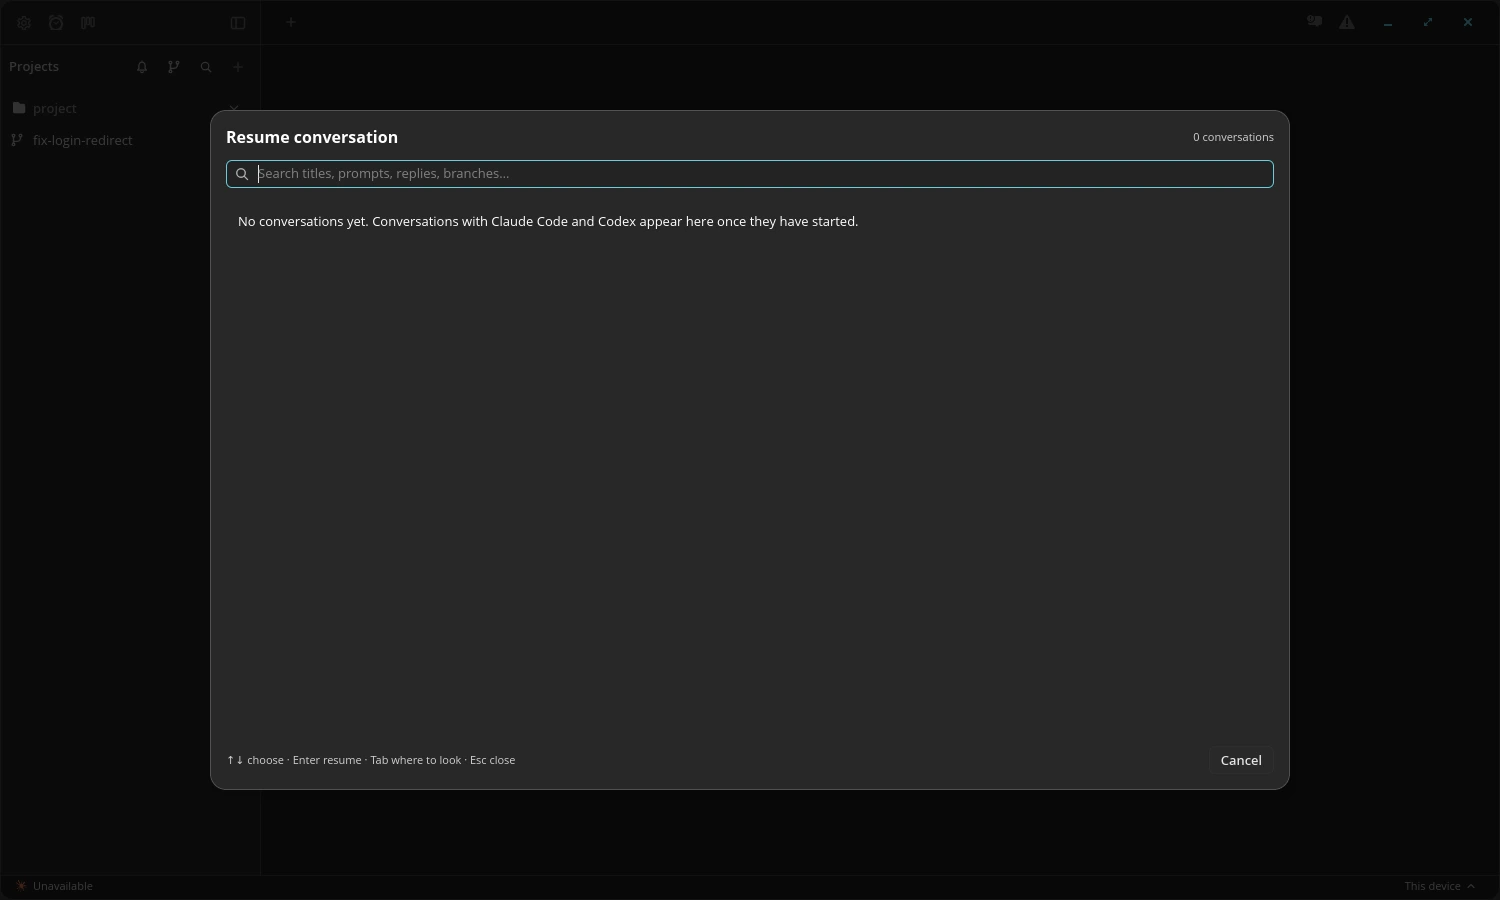 Projects
project
fix-login-redirect
Resume conversation
0 conversations
Search titles, prompts, replies, branches...
No conversations yet. Conversations with Claude Code and Codex appear here once they have started.
↑↓ choose · Enter resume · Tab where to look · Esc close
Cancel
Unavailable
This device